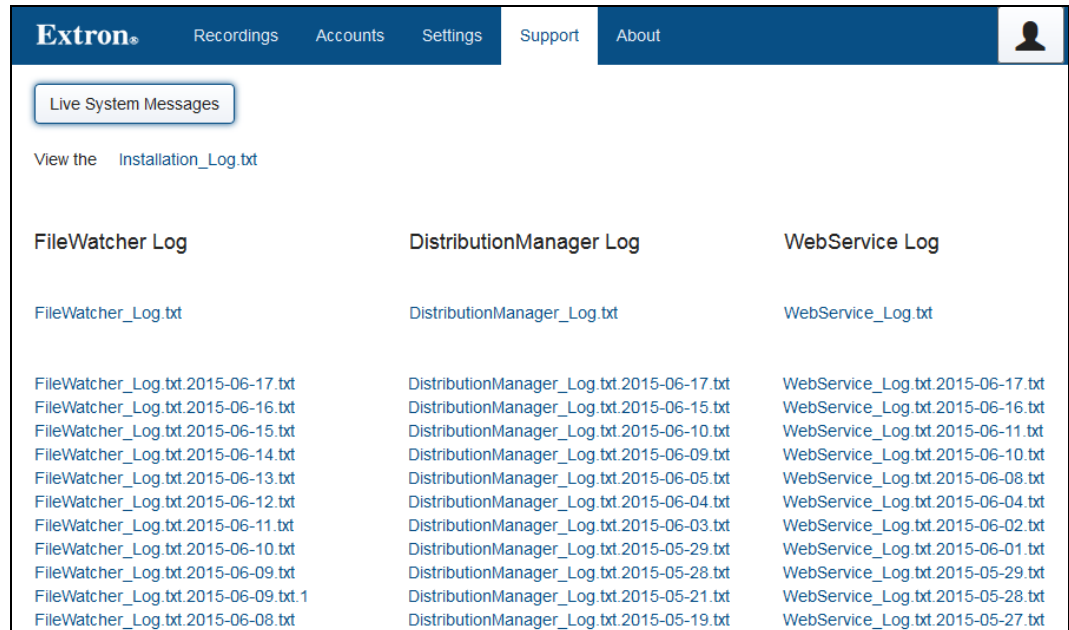 Extron® Recordings Accounts Settings Support About
Live System Messages
View the Installation_Log.txt
FileWatcher Log DistributionManager Log WebService Log
FileWatcher_Log.txt DistributionManager_Log.txt WebService_Log.txt
FileWatcher_Log.txt.2015-06-17.txt DistributionManager_Log.txt.2015-06-17.txt WebService_Log.txt.2015-06-17.txt
FileWatcher_Log.txt.2015-06-16.txt DistributionManager_Log.txt.2015-06-15.txt WebService_Log.txt.2015-06-16.txt
FileWatcher_Log.txt.2015-06-15.txt DistributionManager_Log.txt.2015-06-10.txt WebService_Log.txt.2015-06-11.txt
FileWatcher_Log.txt.2015-06-14.txt DistributionManager_Log.txt.2015-06-09.txt WebService_Log.txt.2015-06-10.txt
FileWatcher_Log.txt.2015-06-13.txt DistributionManager_Log.txt.2015-06-05.txt WebService_Log.txt.2015-06-08.txt
FileWatcher_Log.txt.2015-06-12.txt DistributionManager_Log.txt.2015-06-04.txt WebService_Log.txt.2015-06-04.txt
FileWatcher_Log.txt.2015-06-11.txt DistributionManager_Log.txt.2015-06-03.txt WebService_Log.txt.2015-06-02.txt
FileWatcher_Log.txt.2015-06-10.txt DistributionManager_Log.txt.2015-05-29.txt WebService_Log.txt.2015-06-01.txt
FileWatcher_Log.txt.2015-06-09.txt DistributionManager_Log.txt.2015-05-28.txt WebService_Log.txt.2015-05-29.txt
FileWatcher_Log.txt.2015-06-09.txt.1 DistributionManager_Log.txt.2015-05-21.txt WebService_Log.txt.2015-05-28.txt
FileWatcher_Log.txt.2015-06-08.txt DistributionManager_Log.txt.2015-05-19.txt WebService_Log.txt.2015-05-27.txt